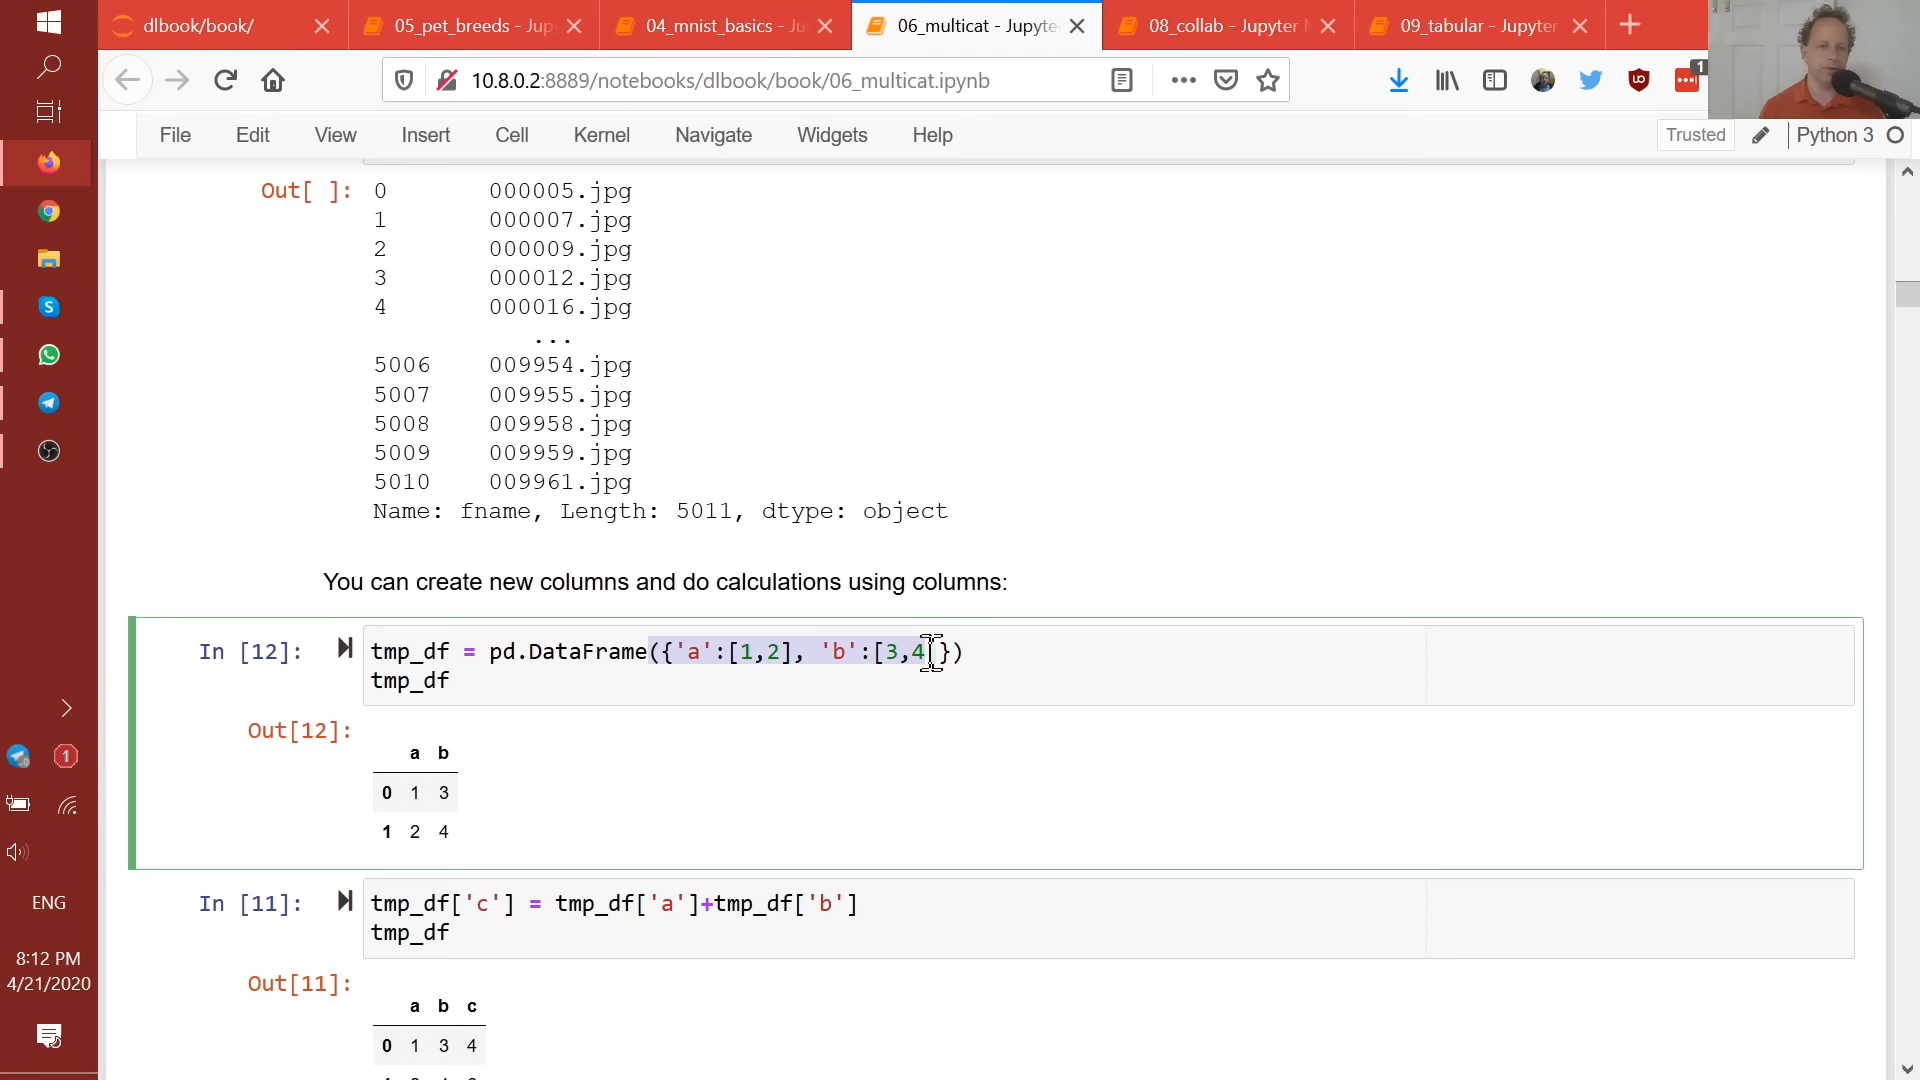 dlbook/book/
05_pet_breeds - Jup
04_mnist_basics - Ju
06_multicat - Jupyte
08_collab - Jupyter
09_tabular - Jupyter
10.8.0.2:8889/notebooks/dlbook/book/06_multicat.ipynb
1
File Edit View Insert Cell Kernel Navigate Widgets Help
Trusted
Python 3
Out[ ]: 0 000005.jpg
1 000007.jpg
2 000009.jpg
3 000012.jpg
4 000016.jpg
...
5006 009954.jpg
5007 009955.jpg
5008 009958.jpg
5009 009959.jpg
5010 009961.jpg
Name: fname, Length: 5011, dtype: object
You can create new columns and do calculations using columns:
In [12]: tmp_df = pd.DataFrame({'a':[1,2], 'b':[3,4]})
tmp_df
Out[12]:
a b
0 1 3
1 2 4
In [11]: tmp_df['c'] = tmp_df['a']+tmp_df['b']
tmp_df
Out[11]:
a b c
0 1 3 4
1
ENG
8:12 PM
4/21/2020